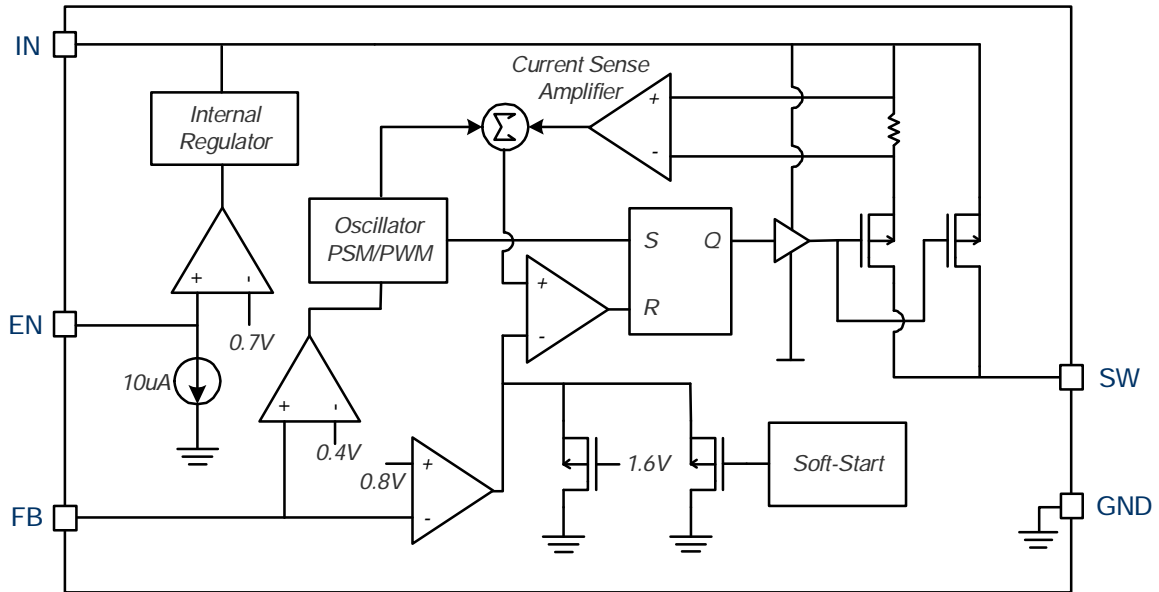 IN
Current Sense
Amplifier
+
-
Internal
Regulator
Σ
Oscillator
PSM/PWM
S
Q
R
+
-
+
-
EN
0.7V
10uA
SW
+
-
0.4V
0.8V
+
-
1.6V
Soft-Start
FB
GND